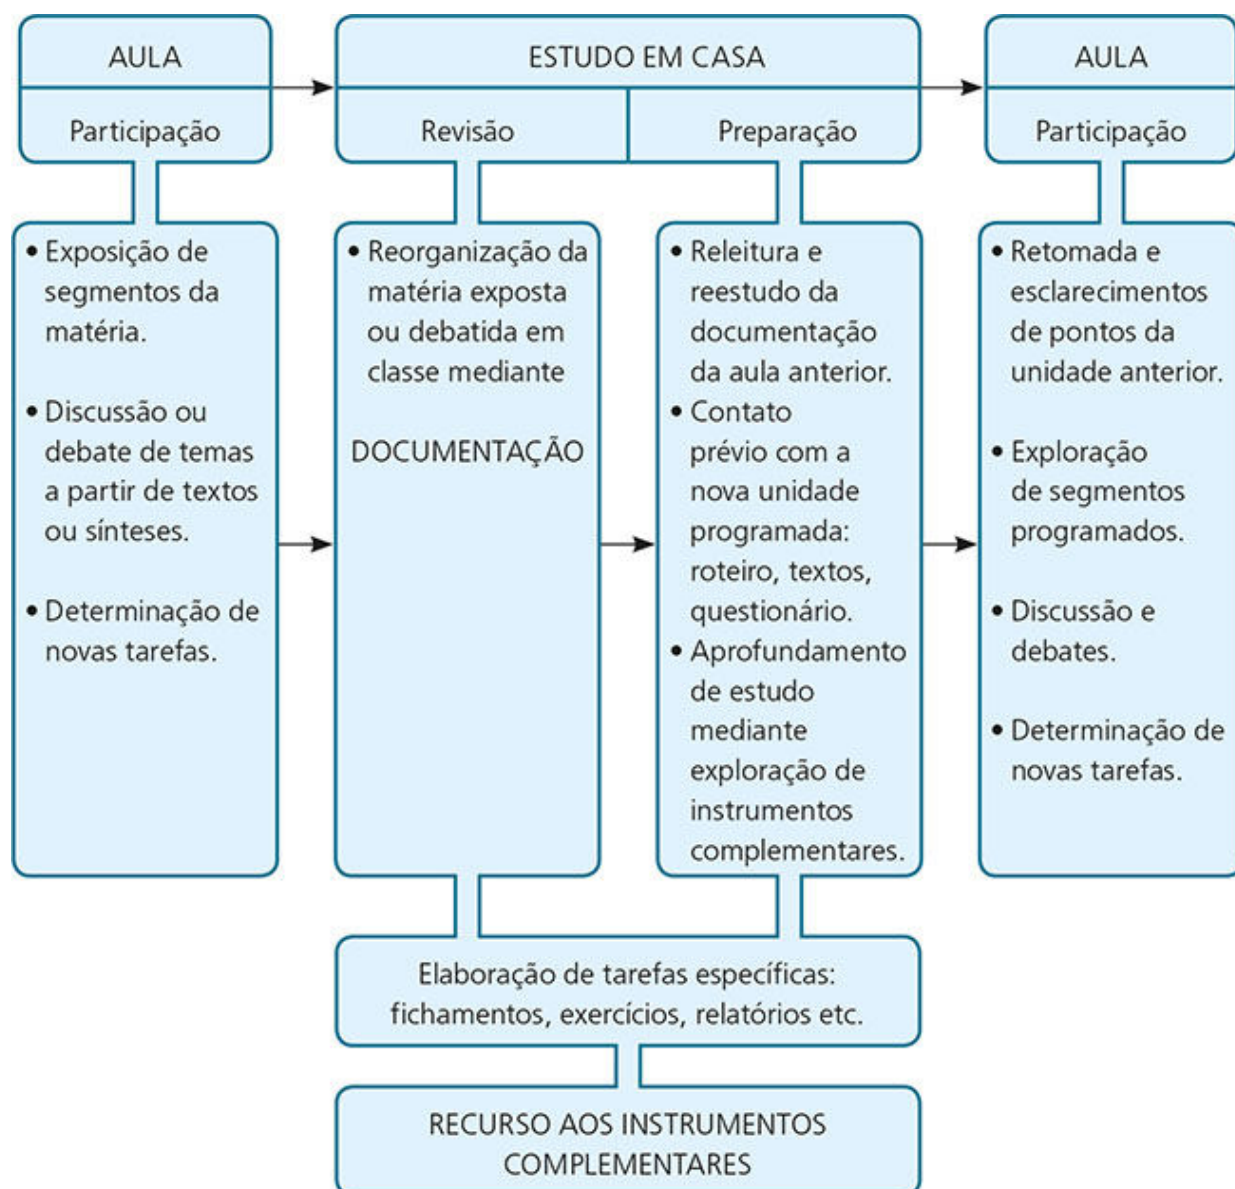 AULA
Participação
• Exposição de
segmentos da
matéria.
• Discussão ou
debate de temas
a partir de textos
ou sínteses.
• Determinação de
novas tarefas.
ESTUDO EM CASA
Revisão
• Reorganização da
matéria exposta
ou debatida em
classe mediante
DOCUMENTAÇÃO
Preparação
• Releitura e
reestudo da
documentação
da aula anterior.
• Contato
prévio com a
nova unidade
programada:
roteiro, textos,
questionário.
• Aprofundamento
de estudo
mediante
exploração de
instrumentos
complementares.
Elaboração de tarefas específicas:
fichamentos, exercícios, relatórios etc.
RECURSO AOS INSTRUMENTOS
COMPLEMENTARES
AULA
Participação
• Retomada e
esclarecimentos
de pontos da
unidade anterior.
• Exploração
de segmentos
programados.
• Discussão e
debates.
• Determinação de
novas tarefas.